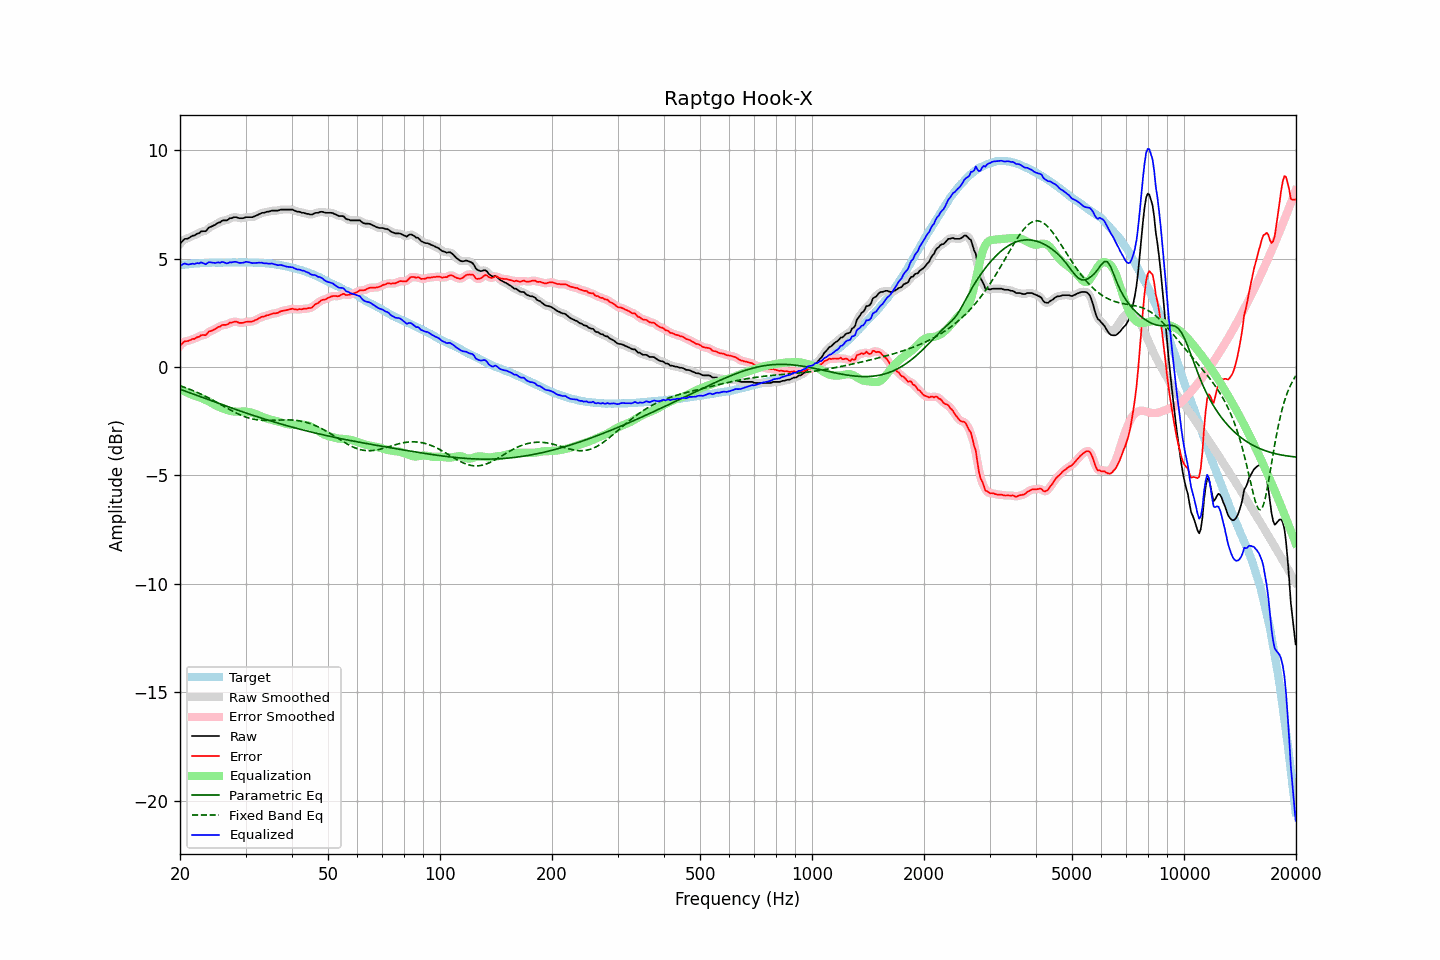 Raptgo Hook-X
Amplitude (dBr)
10
5
0
−5
−10
−15
−20
Target
Raw Smoothed
Error Smoothed
Raw
Error
Equalization
Parametric Eq
Fixed Band Eq
Equalized
20 50 100 200 500 1000 2000 5000 10000 20000
Frequency (Hz)